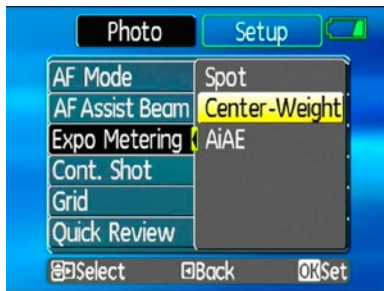 Photo Setup
AF Mode Spot
AF Assist Beam Center-Weight
Expo Metering AiAE
Cont. Shot
Grid
Quick Review
Select Back OK Set